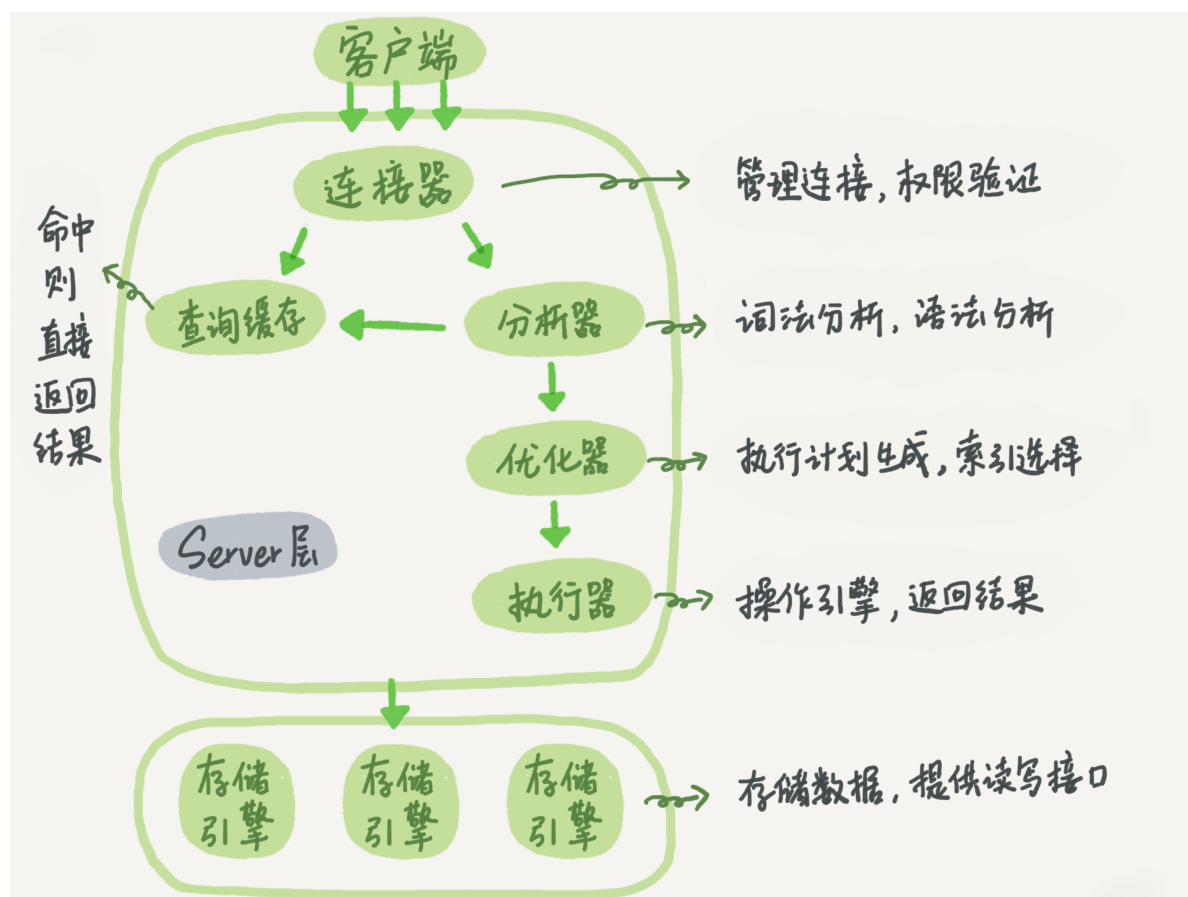 客户端
连接器
管理连接，权限验证
命中
则
直接
返回
结果
查询缓存
分析器
词法分析，语法分析
优化器
执行计划生成，索引选择
Server层
执行器
操作引擎，返回结果
存储
引擎
存储
引擎
存储
引擎
存储数据，提供读写接口